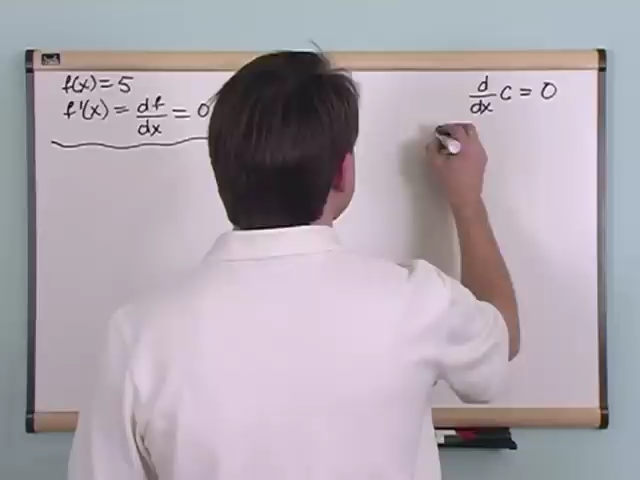 f(x) = 5
f'(x) = df/dx = 0
d/dx c = 0